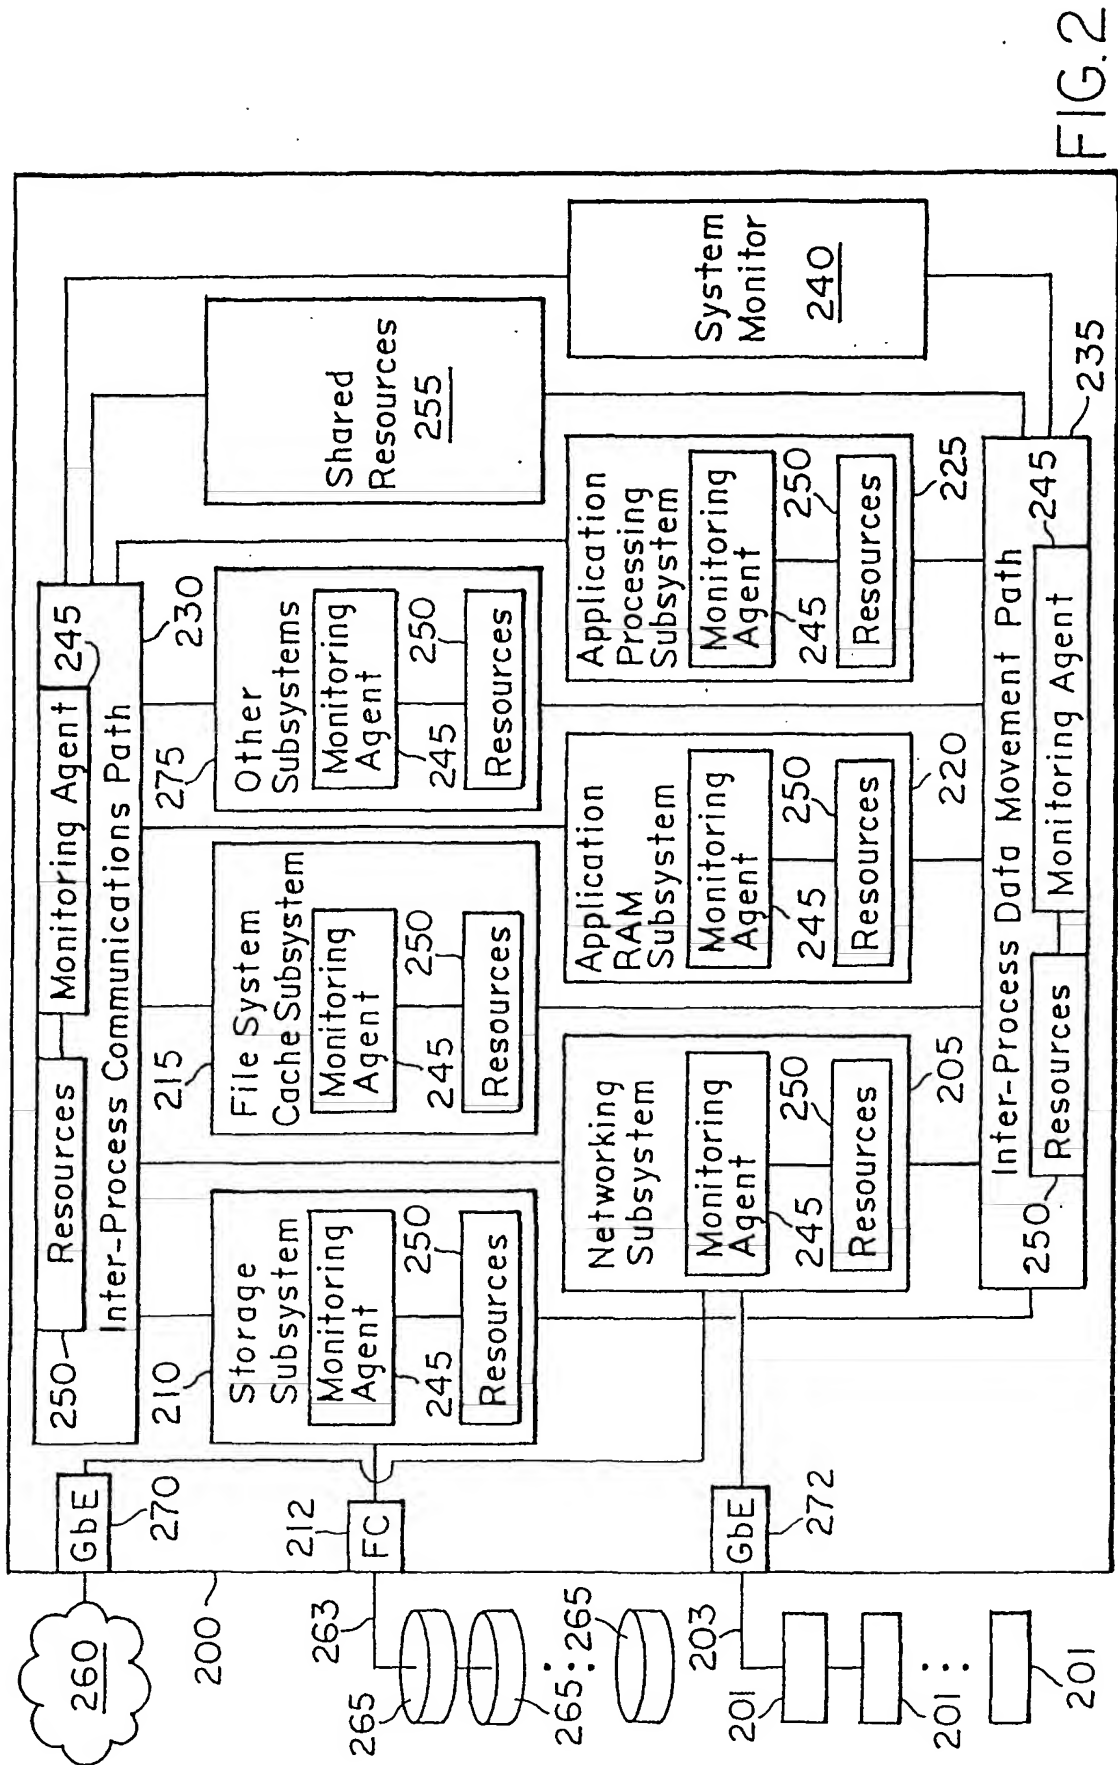 260
GbE
270
200
250
Resources
Monitoring Agent
245
Inter-Process Communications Path
230
210
Storage
Subsystem
Monitoring
Agent
245
250
Resources
215
File System
Cache Subsystem
Monitoring
Agent
245
250
Resources
275
Other
Subsystems
Monitoring
Agent
245
250
Resources
Shared
Resources
255
212
FC
263
265
265
265
Networking
Subsystem
Monitoring
Agent
245
250
Resources
205
Application
RAM
Subsystem
Monitoring
Agent
245
250
Resources
220
Application
Processing
Subsystem
Monitoring
Agent
245
250
Resources
225
System
Monitor
240
GbE
272
203
201
201
201
Inter-Process Data Movement Path
235
250
Resources
Monitoring Agent
245
FIG.2